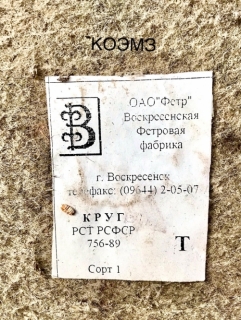 КОЭМЗ
В
ОАО"Фетр"
Воскресенская
Фетровая
фабрика
г. Воскресенск
телефакс: (09644) 2-05-07
КРУГ
РСТ РСФСР
756-89
Т
Сорт 1